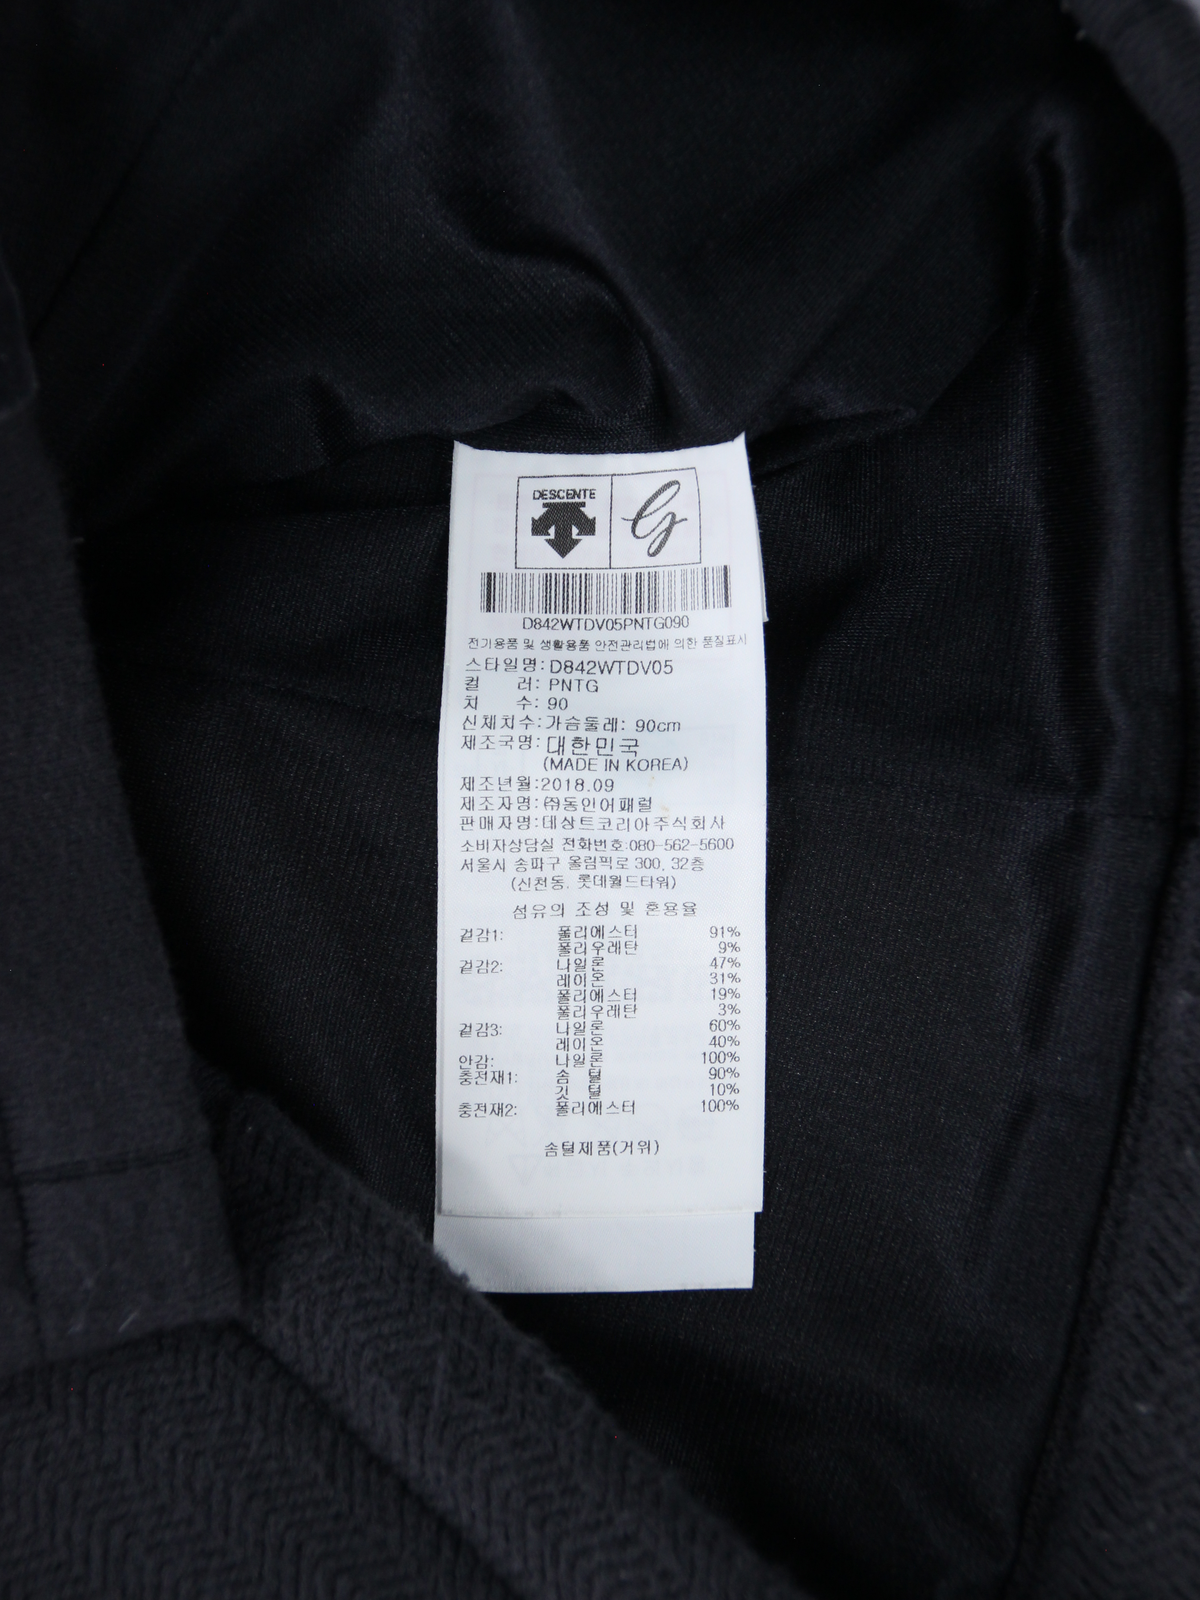 DESCENTE
D842WTDV05PNTG090
전기용품 및 생활용품 안전관리법에 의한 품질표시
스타일명: D842WTDV05
컬 러: PNTG
치 수: 90
신체치수: 가슴둘레: 90cm
제조국명: 대한민국
(MADE IN KOREA)
제조년월: 2018.09
제조자명: ㈜동인어패럴
판매자명: 데상트코리아주식회사
소비자상담실 전화번호: 080-562-5600
서울시 송파구 올림픽로 300, 32층
(신천동, 롯데월드타워)
섬유의 조성 및 혼용율
겉감1: 폴리에스터 91%
폴리우레탄 9%
겉감2: 나일론 47%
레이온 31%
폴리에스터 19%
폴리우레탄 3%
겉감3: 나일론 60%
레이온 40%
안감: 나일론 100%
충전재1: 솜 털 90%
깃 털 10%
충전재2: 폴리에스터 100%
솜털제품(거위)